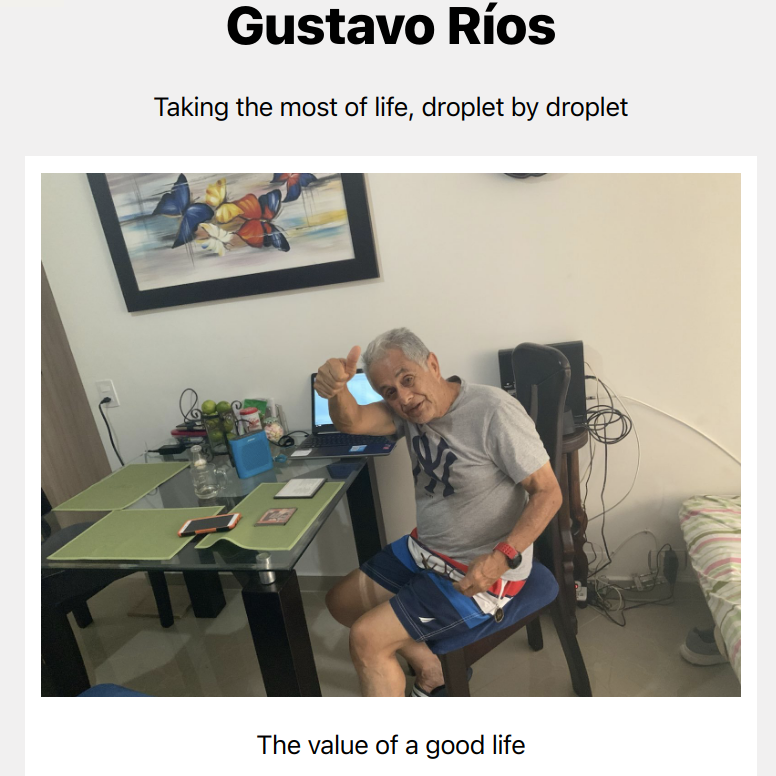 Gustavo Ríos
Taking the most of life, droplet by droplet
NY
The value of a good life